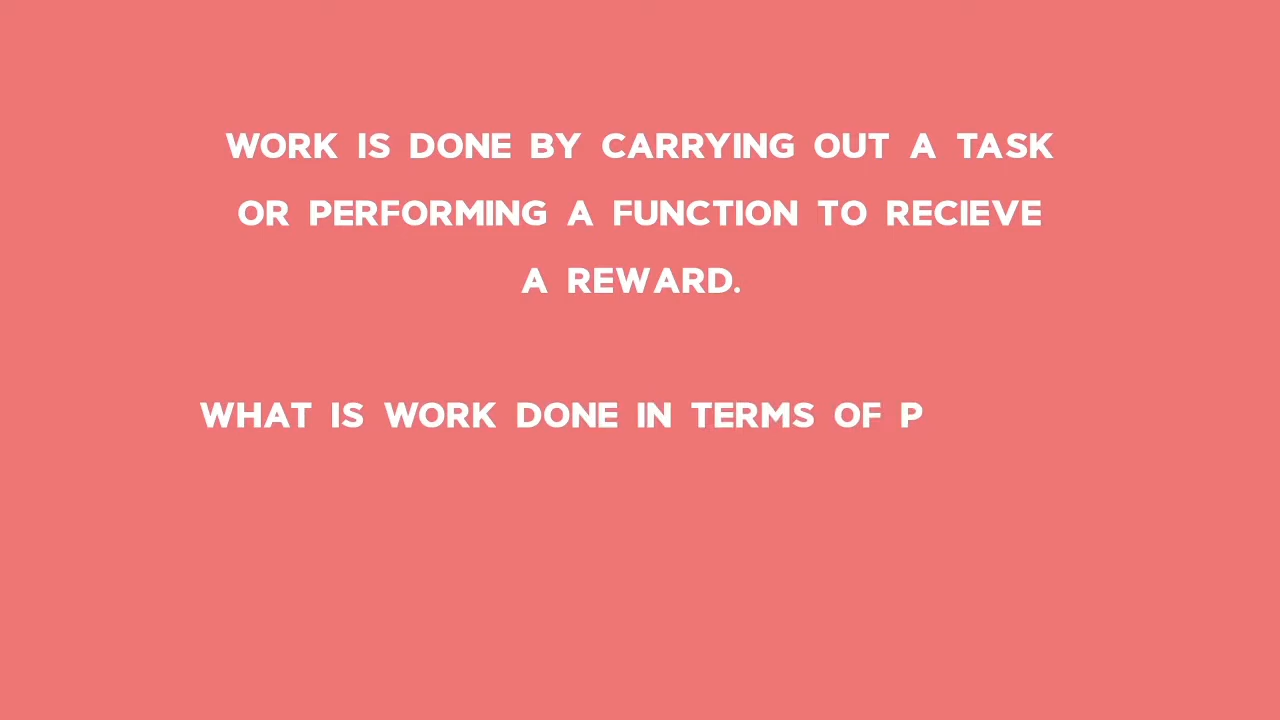 WORK IS DONE BY CARRYING OUT A TASK
OR PERFORMING A FUNCTION TO RECIEVE
A REWARD.
WHAT IS WORK DONE IN TERMS OF P